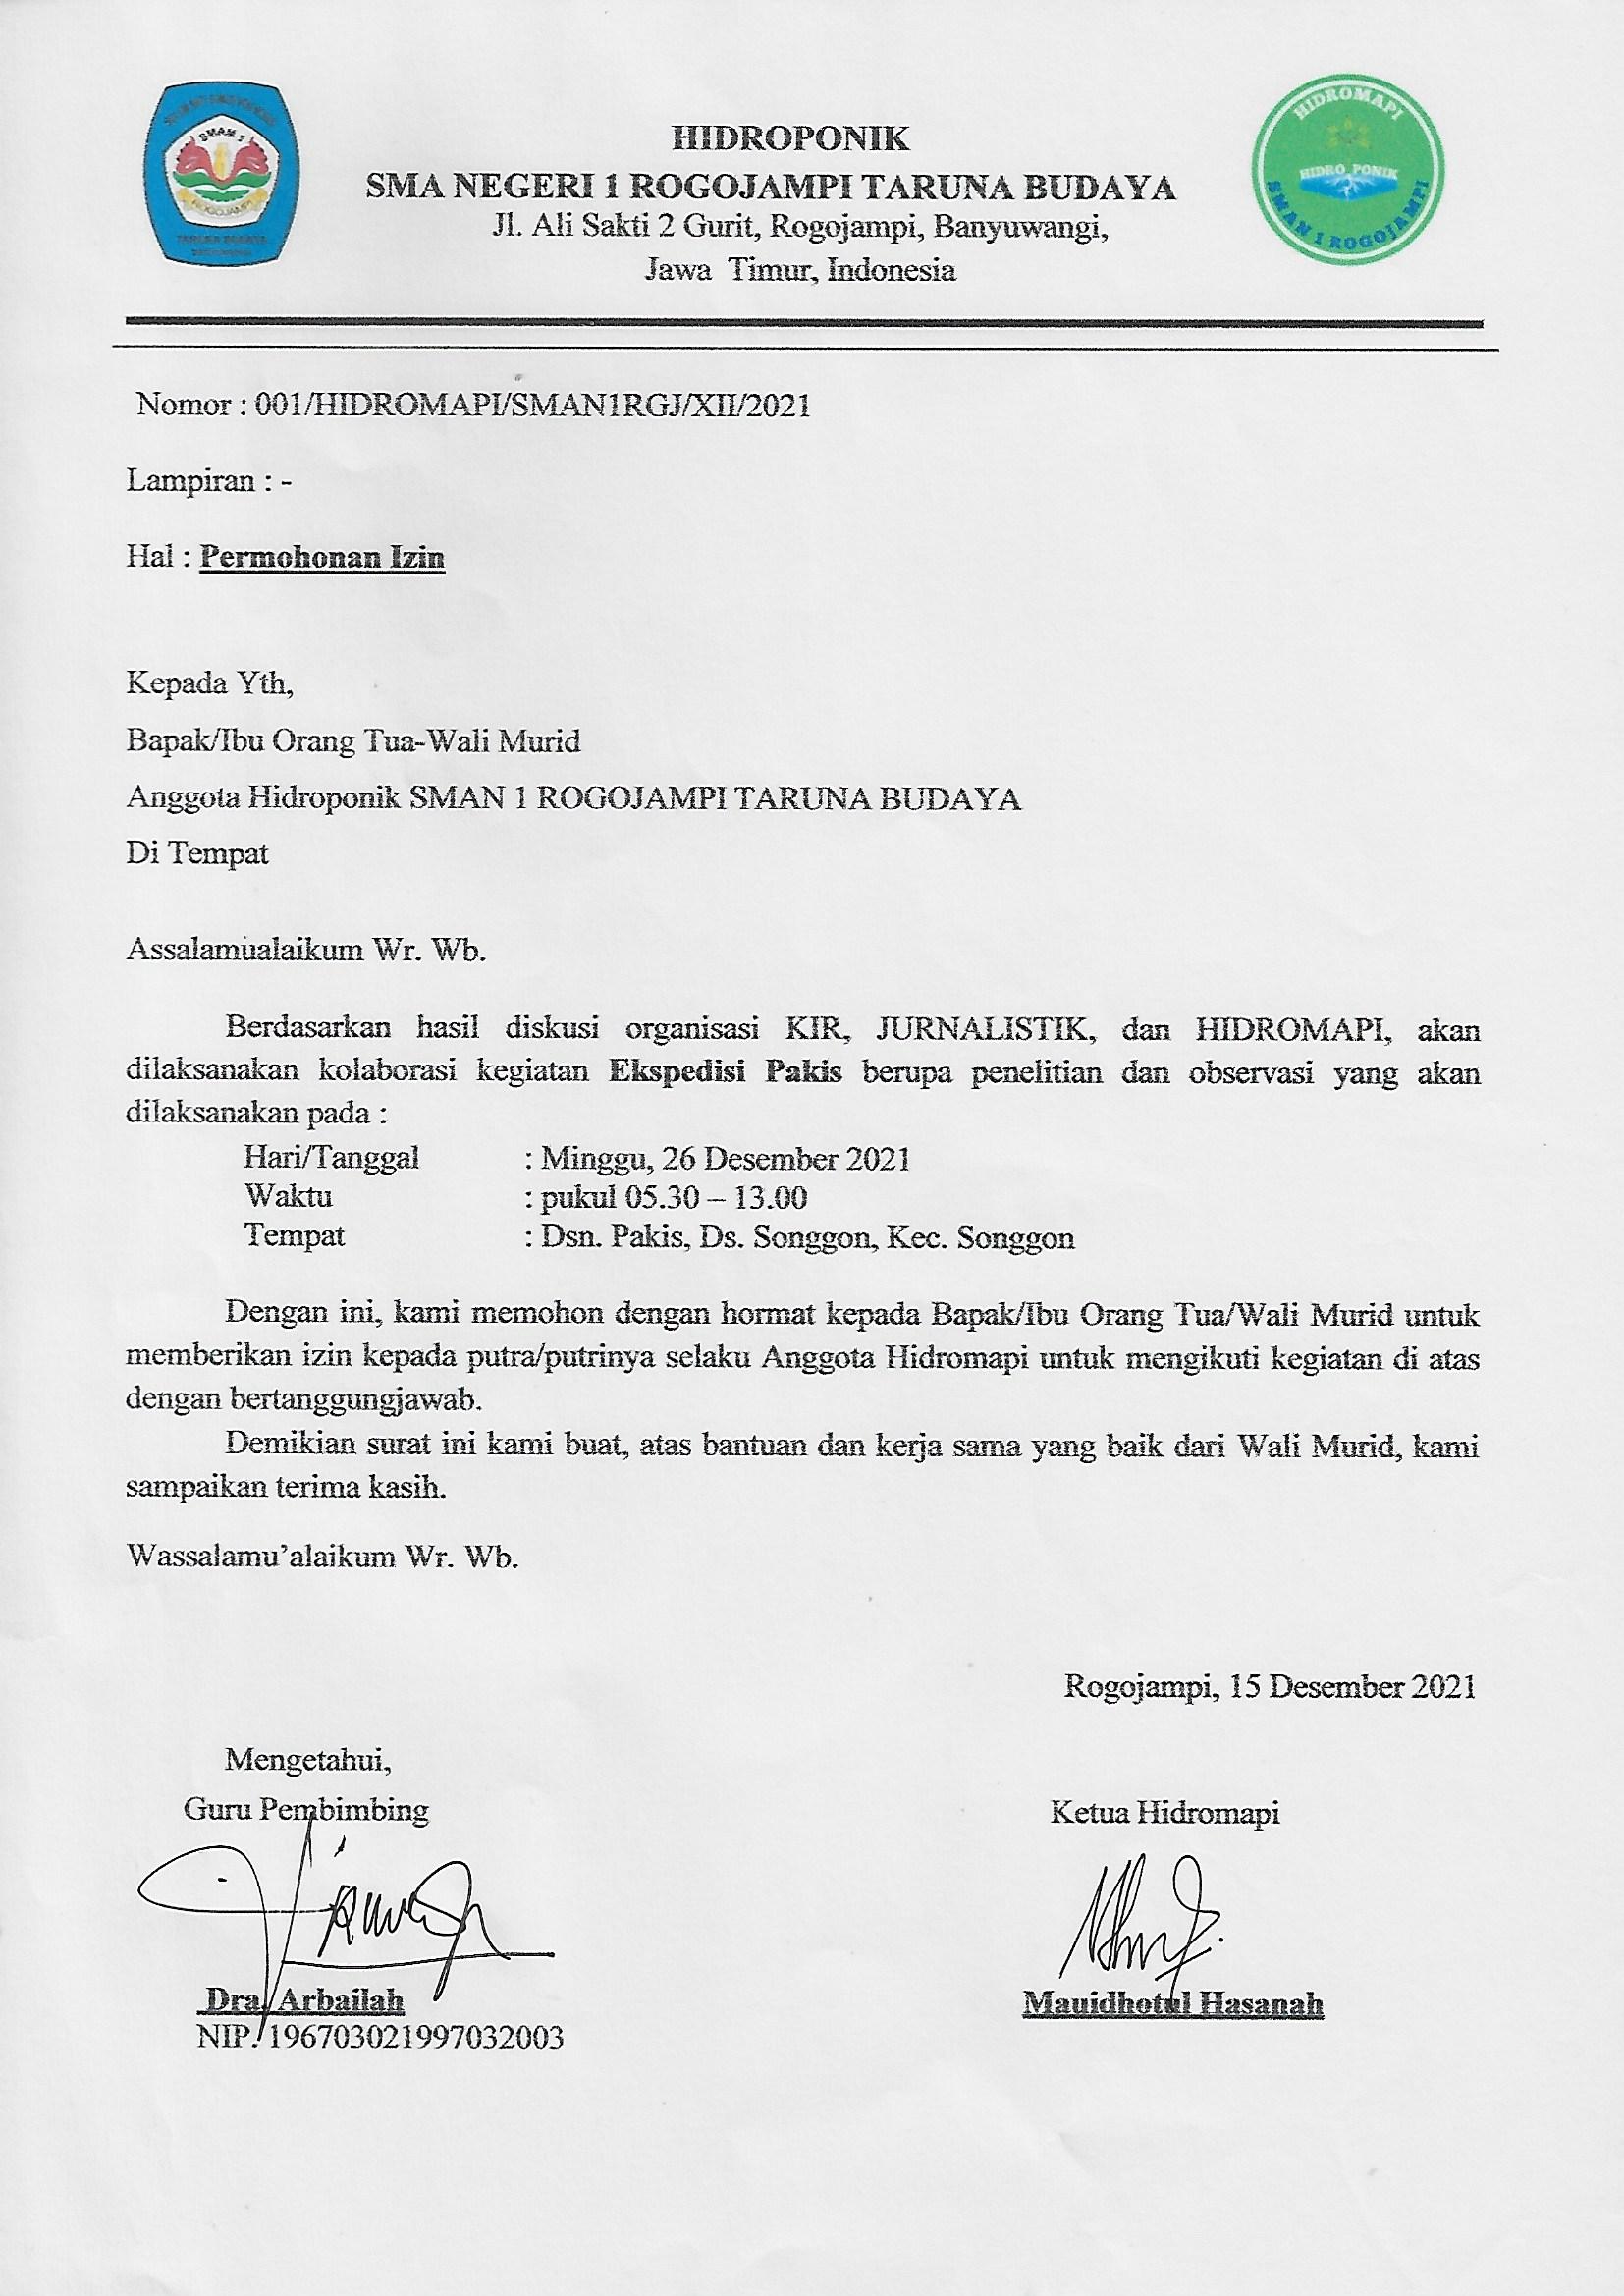 SMAN 1
ROGOJAMPI
HIDROMAPI
HIDRO PONIK
SMAN 1 ROGOJAMPI
HIDROPONIK
SMA NEGERI 1 ROGOJAMPI TARUNA BUDAYA
Jl. Ali Sakti 2 Gurit, Rogojampi, Banyuwangi,
Jawa Timur, Indonesia
Nomor : 001/HIDROMAPI/SMAN1RGJ/XII/2021
Lampiran : -
Hal : Permohonan Izin
Kepada Yth,
Bapak/Ibu Orang Tua-Wali Murid
Anggota Hidroponik SMAN 1 ROGOJAMPI TARUNA BUDAYA
Di Tempat
Assalamualaikum Wr. Wb.
Berdasarkan hasil diskusi organisasi KIR, JURNALISTIK, dan HIDROMAPI, akan
dilaksanakan kolaborasi kegiatan Ekspedisi Pakis berupa penelitian dan observasi yang akan
dilaksanakan pada :
Hari/Tanggal : Minggu, 26 Desember 2021
Waktu : pukul 05.30 – 13.00
Tempat : Dsn. Pakis, Ds. Songgon, Kec. Songgon
Dengan ini, kami memohon dengan hormat kepada Bapak/Ibu Orang Tua/Wali Murid untuk
memberikan izin kepada putra/putrinya selaku Anggota Hidromapi untuk mengikuti kegiatan di atas
dengan bertanggungjawab.
Demikian surat ini kami buat, atas bantuan dan kerja sama yang baik dari Wali Murid, kami
sampaikan terima kasih.
Wassalamu’alaikum Wr. Wb.
Rogojampi, 15 Desember 2021
Mengetahui,
Guru Pembimbing
Ketua Hidromapi
Dra. Arbailah
Mauidhotul Hasanah
NIP. 196703021997032003